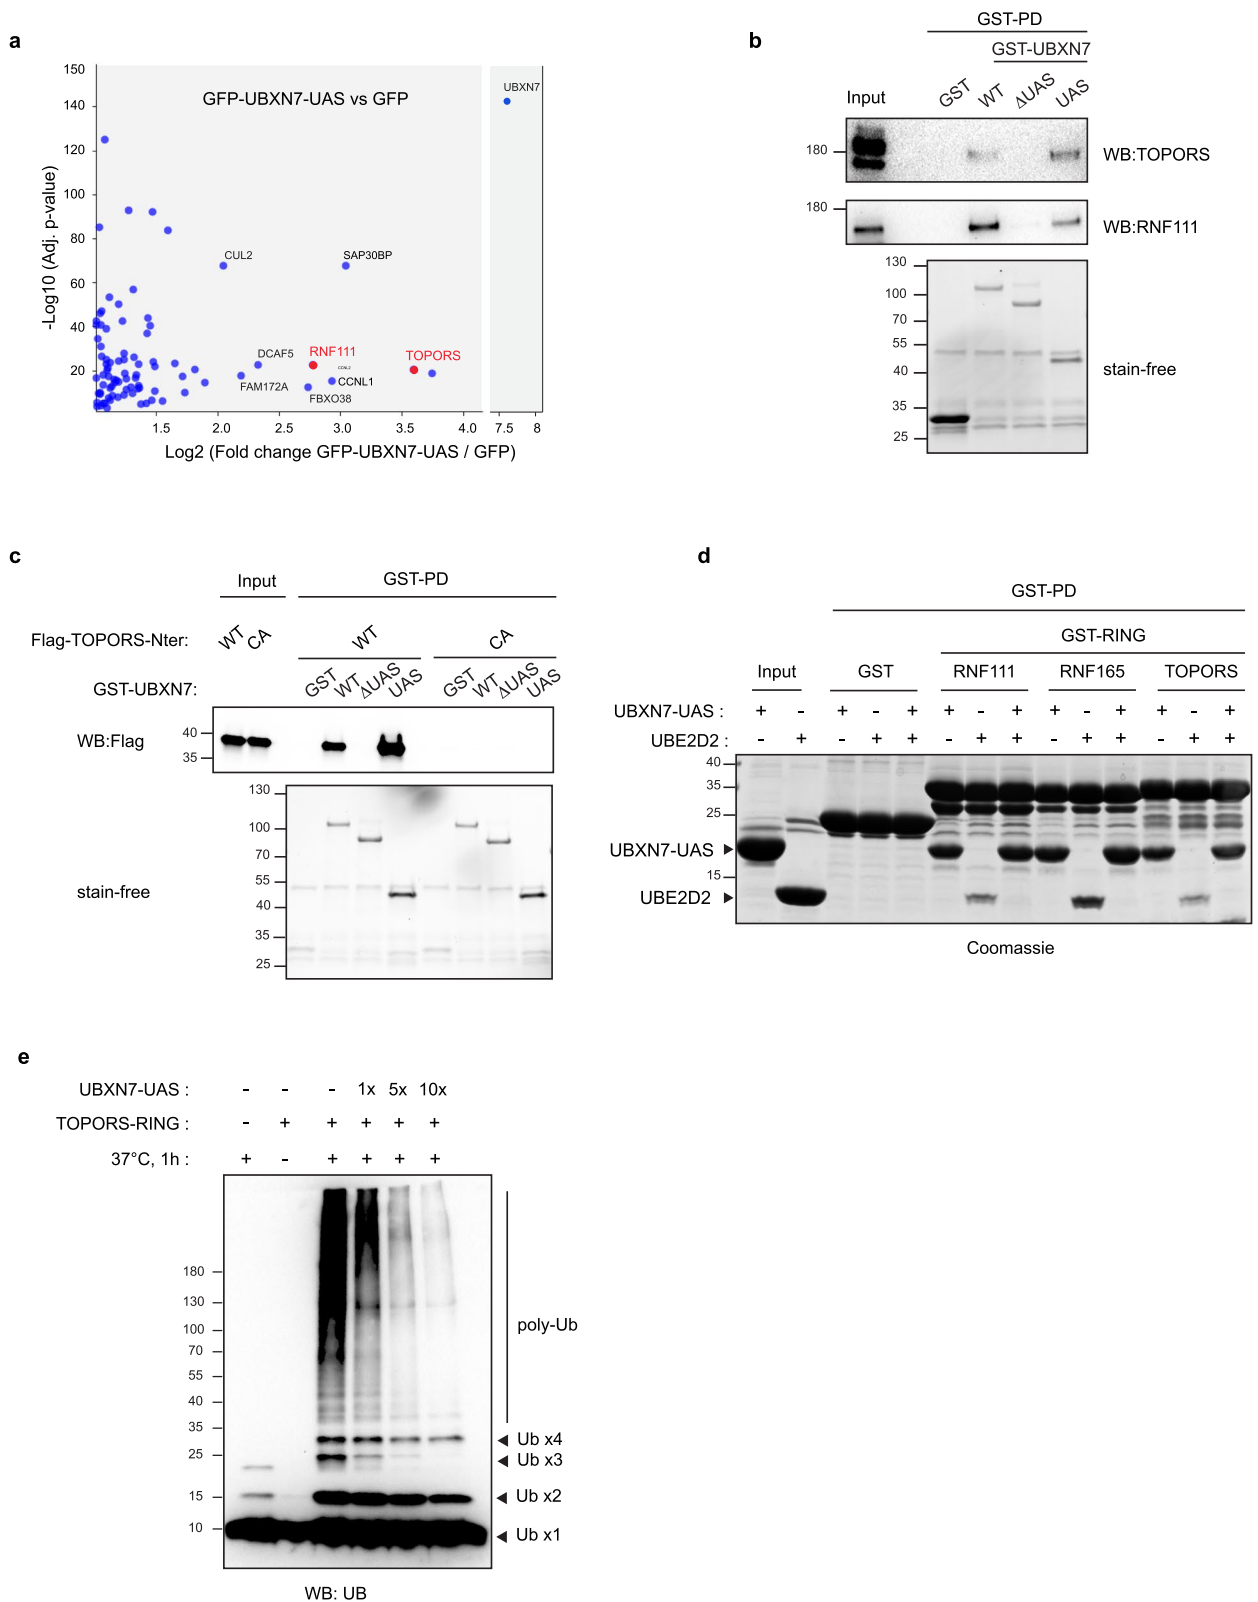 a
GFP-UBXN7-UAS vs GFP
-Log10 (Adj. p-value)
150
140
120
100
80
60
40
20
UBXN7
CUL2
SAP30BP
DCAF5
RNF111
TOPORS
CCNL2
FAM172A
CCNL1
FBXO38
1.5
2.0
2.5
3.0
3.5
4.0
7.5
8
Log2 (Fold change GFP-UBXN7-UAS / GFP)
b
GST-PD
GST-UBXN7
Input
GST
WT
ΔUAS
UAS
180
WB:TOPORS
180
WB:RNF111
130
100
70
55
40
35
25
stain-free
c
Input
GST-PD
Flag-TOPORS-Nter:
WT
CA
WT
CA
GST-UBXN7:
GST
WT
ΔUAS
UAS
GST
WT
ΔUAS
UAS
WB:Flag
40
35
130
100
70
55
40
35
25
stain-free
d
GST-PD
GST-RING
Input
GST
RNF111
RNF165
TOPORS
UBXN7-UAS : + - + - + + - + + - + + - +
UBE2D2 : - + - + + - + + - + + - + +
40
35
25
UBXN7-UAS
15
UBE2D2
Coomassie
e
UBXN7-UAS : - - - 1x 5x 10x
TOPORS-RING : - + + + + +
37°C, 1h : + - + + + +
180
130
100
70
55
40
35
25
15
10
poly-Ub
Ub x4
Ub x3
Ub x2
Ub x1
WB: UB